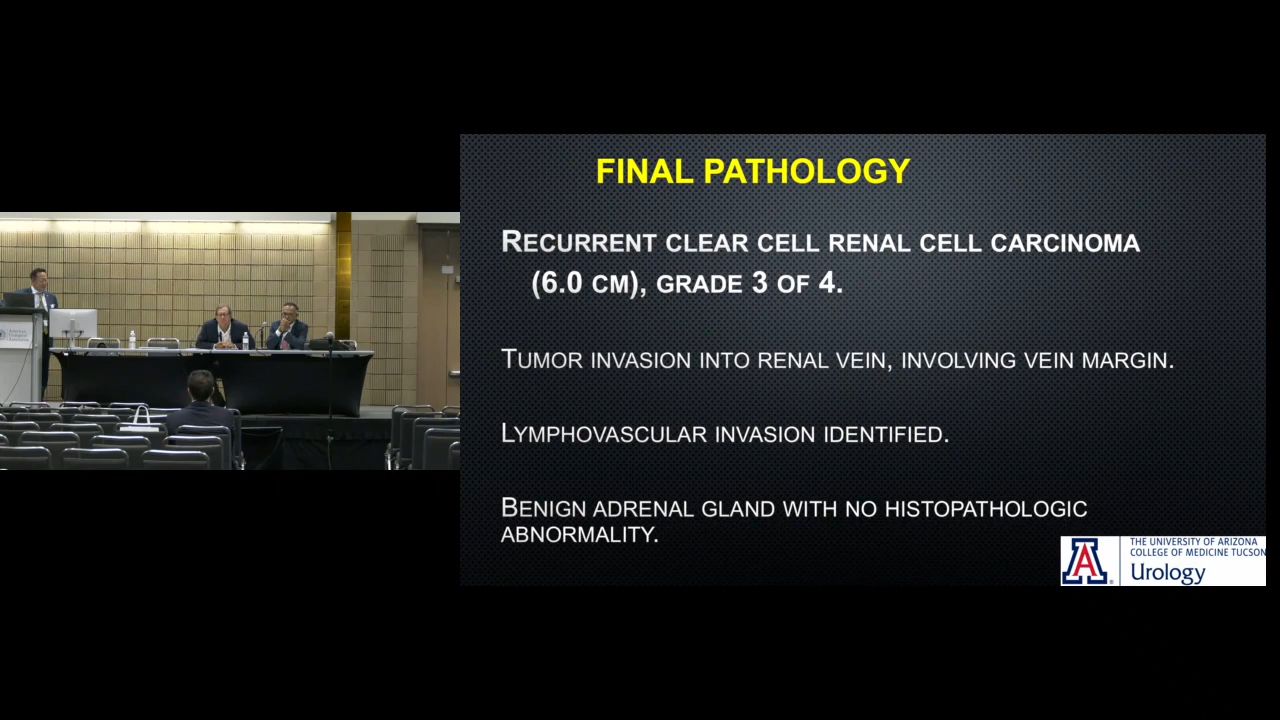 FINAL PATHOLOGY
RECURRENT CLEAR CELL RENAL CELL CARCINOMA
(6.0 CM), GRADE 3 OF 4.
TUMOR INVASION INTO RENAL VEIN, INVOLVING VEIN MARGIN.
LYMPHOVASCULAR INVASION IDENTIFIED.
BENIGN ADRENAL GLAND WITH NO HISTOPATHOLOGIC
ABNORMALITY.
A
THE UNIVERSITY OF ARIZONA
COLLEGE OF MEDICINE TUCSON
Urology